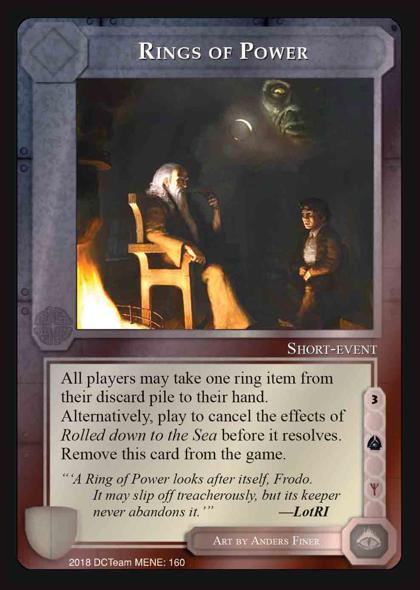 Rings of Power
Short-event
All players may take one ring item from
their discard pile to their hand.
Alternatively, play to cancel the effects of
Rolled down to the Sea before it resolves.
Remove this card from the game.
3
“‘A Ring of Power looks after itself, Frodo.
It may slip off treacherously, but its keeper
never abandons it.’” —LotRI
Art by Anders Finer
2018 DCTeam MENE: 160